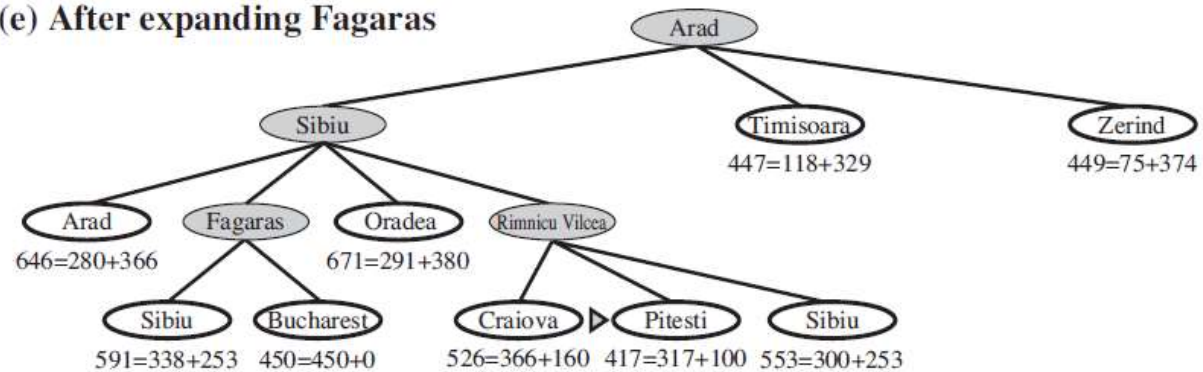 (e) After expanding Fagaras
Arad
Sibiu
Timisoara
Zerind
447=118+329
449=75+374
Arad
Fagaras
Oradea
Rimnicu Vilcea
646=280+366
671=291+380
Sibiu
Bucharest
Craiova
Pitesti
Sibiu
591=338+253
450=450+0
526=366+160
417=317+100
553=300+253